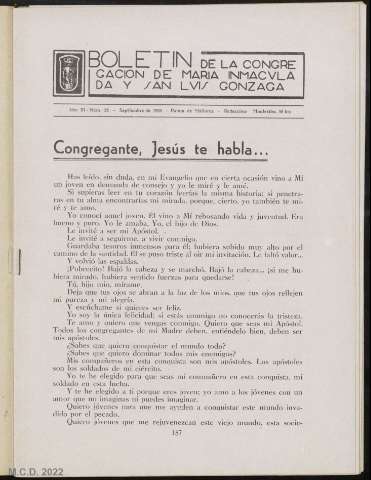 BOLETIN DE LA CONGRE
GACION DE MARIA INMACVLA
DA Y SAN LVIS GONZAGA
Palma de Mallorca
Congregante, Jesús te habla...
Has leído, sin duda, en mi Evangelio que en cierta ocasión vino a Mí
un joven en demanda de consejo y yo le miré y le amé.
Si supieras leer en tu corazón leerías la misma historia; si penetra-
ras en tu alma encontrarías mi mirada, porque, cierto, yo también te mi-
ré y te amé.
Yo conocí aquel joven. El vino a Mí rebosando vida y juventud. Era
bueno y puro. Yo le amaba, Yo, el hijo de Dios.
Le invité a ser mi Apóstol.
Le invité a seguirme, a vivir conmigo.
Guardaba tesoros inmensos para él; hubiera subido muy alto por el
camino de la santidad. El se puso triste al oir mi invitación. Le faltó valor..
Y volvió las espaldas.
¡Pobrecito! Bajó la cabeza y se marchó. Bajó la cabeza... ¡si me hu-
biera mirado, hubiera sentido fuerzas para quedarse!
Tú, hijo mío, mírame.
Deja que tus ojos se abran a la luz de los míos, que tus ojos reflejen
mi pureza y mi alegría.
Y escúchame si quieres ser feliz.
Yo soy la única felicidad; si estás conmigo no conocerás la tristeza.
Te amo y quiero que vengas conmigo. Quiero que seas mi Apóstol.
Todos los congregantes de mi Madre deben, entiéndelo bien, deben ser
mis apóstoles.
¿Sabes que quiero conquistar el mundo todo?
¿Sabes que quiero dominar todos mis enemigos?
Mis compañeros en esta conquista son mis apóstoles. Los apóstoles
son los soldados de mi ejército.
Yo te he elegido para que seas mi compañero en esta conquista, mi
soldado en esta lucha.
Y te he elegido a ti porque eres joven; yo amo a los jóvenes con un
amor que no imaginas ni puedes imaginar.
Quiero jóvenes para que me ayuden a conquistar este mundo inva-
dido por el pecado.
Quiero jóvenes que me rejuvenezcan este viejo mundo, esta socie-
187
M.C.D. 2022